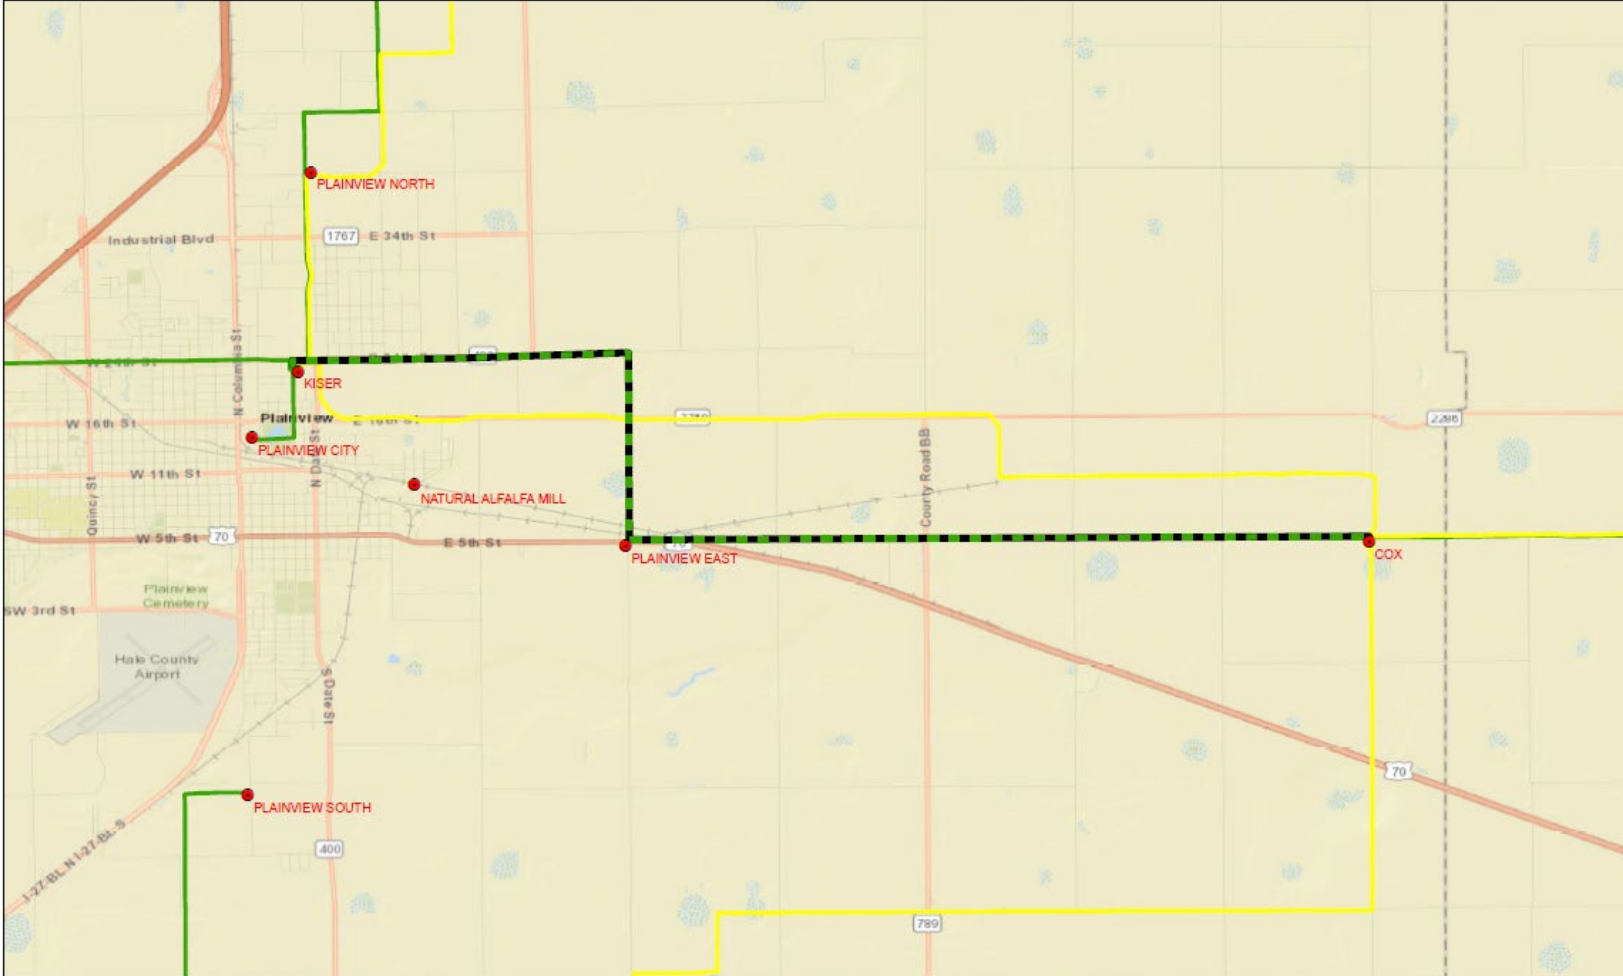 PLAINVIEW NORTH
Industrial Blvd
1767
E 34th St
W 24th St
N Columbia St
KISER
Plainview
E 16th St
2286
W 16th St
PLAINVIEW CITY
N Date St
W 11th St
NATURAL ALFALFA MILL
County Road BB
Quincy St
W 5th St
70
E 5th St
70
PLAINVIEW EAST
COX
Plainview
Cemetery
SW 3rd St
Hale County
Airport
S Date St
70
PLAINVIEW SOUTH
I-27-BL N I-27-BL S
400
789